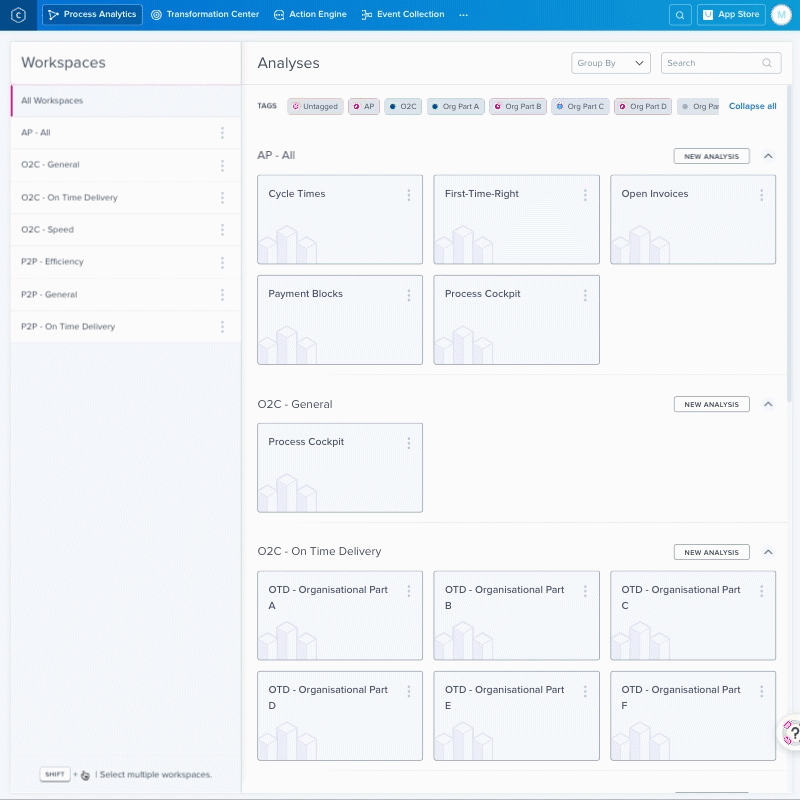 C Process Analytics Transformation Center Action Engine Event Collection ... App Store M
Workspaces
All Workspaces
AP - All
O2C - General
O2C - On Time Delivery
O2C - Speed
P2P - Efficiency
P2P - General
P2P - On Time Delivery
SHIFT + | Select multiple workspaces.
Analyses
Group By
Search
TAGS Untagged AP O2C Org Part A Org Part B Org Part C Org Part D Org Par Collapse all
AP - All NEW ANALYSIS
Cycle Times First-Time-Right Open Invoices
Payment Blocks Process Cockpit
O2C - General NEW ANALYSIS
Process Cockpit
O2C - On Time Delivery NEW ANALYSIS
OTD - Organisational Part
A
OTD - Organisational Part
B
OTD - Organisational Part
C
OTD - Organisational Part
D
OTD - Organisational Part
E
OTD - Organisational Part
F
?